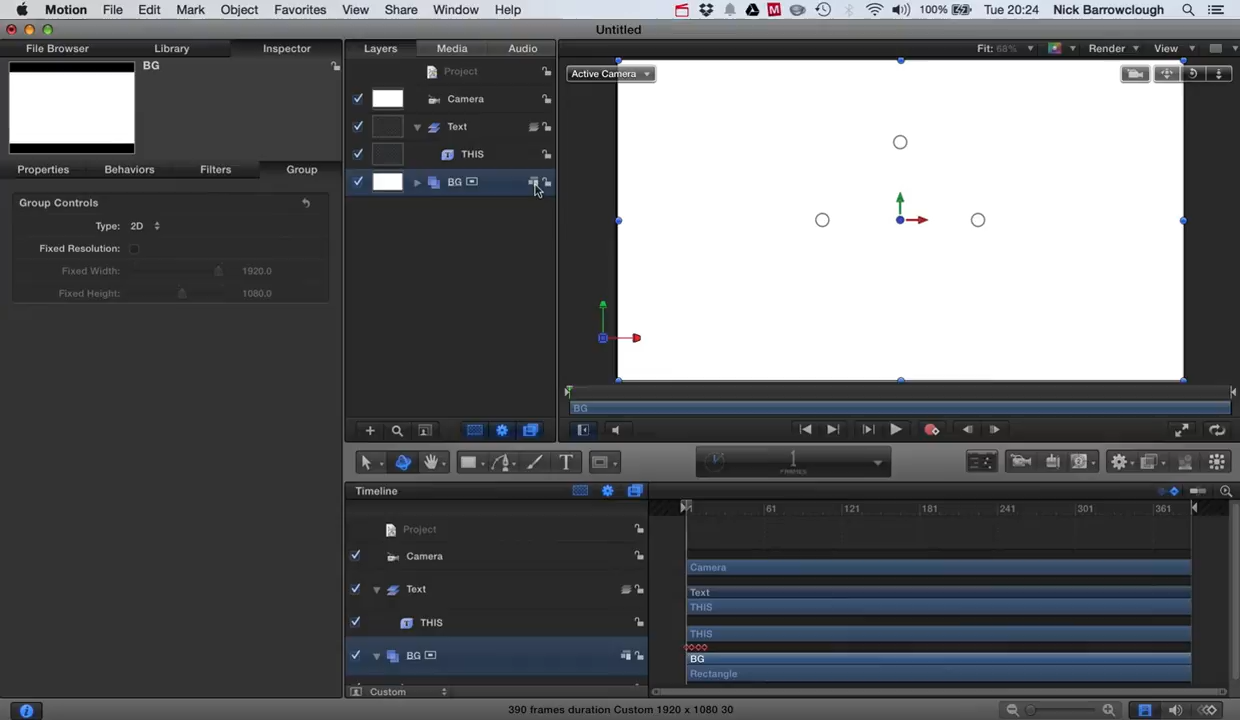 Motion File Edit Mark Object Favorites View Share Window Help 100% Tue 20:24 Nick Barrowclough
Untitled
File Browser Library Inspector Layers Media Audio Fit: 68% Render View
BG
Project
Active Camera
Camera
Text
THIS
Properties Behaviors Filters Group
BG
Group Controls
Type: 2D
Fixed Resolution:
Fixed Width: 1920.0
Fixed Height: 1080.0
BG
T
1
FRAMES
Timeline
1 61 121 181 241 301 361
Project
Camera Camera
Text Text
THIS
THIS THIS
BG BG
Rectangle
Custom
390 frames duration Custom 1920 x 1080 30